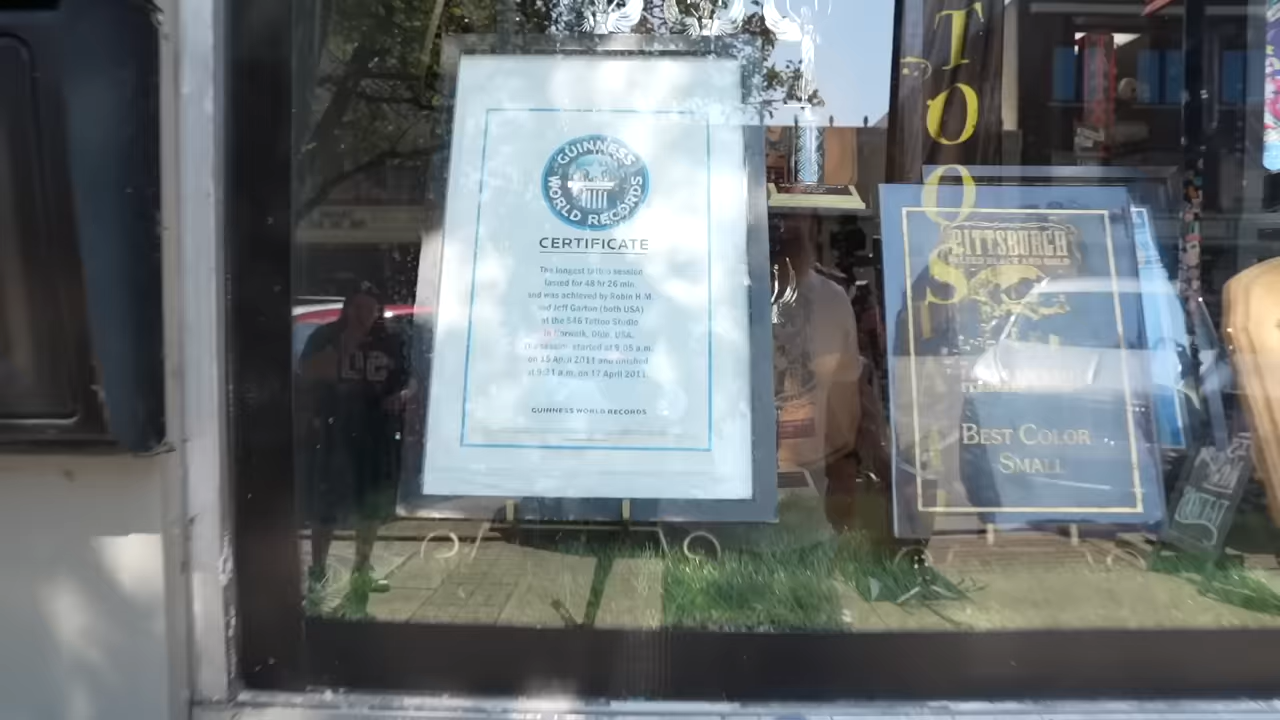 GUINNESS
WORLD RECORDS
CERTIFICATE
The longest tattoo session
lasted for 48 hr 26 min
and was achieved by Robin H.M.
and Jeff Garton (both USA)
at the 546 Tattoo Studio
in Norwalk, Ohio, USA.
The session started at 9.05 a.m.
on 15 April 2011 and finished
at 9:31 a.m. on 17 April 2011.
GUINNESS WORLD RECORDS
TOOS
PITTSBURGH
BEST COLOR
SMALL